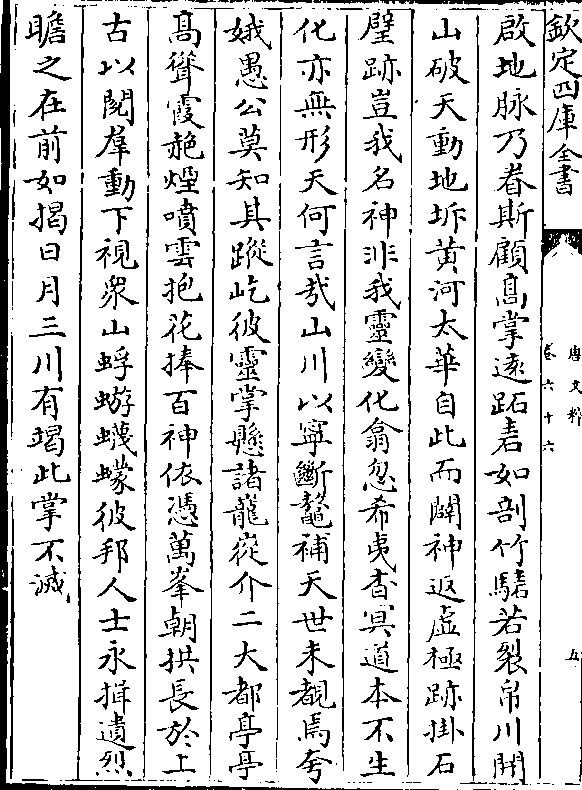 欽定四庫全書
唐文粹
卷六十六
五
啟地脉乃眷斯顧高掌逺跖砉如剖竹騞若裂帛川開
山破天動地坼黄河太華自此而闢神返虛極跡掛石
壁跡豈我名神非我靈變化翕忽希夷杳冥道本不生
化亦無形天何言哉山川以寧斷鼇補天世未覩焉夸
娥愚公莫知其蹤屹彼靈掌懸諸龍嵸介二大都亭亭
髙聳霞赩煙噴雲抱花捧百神依憑萬峯朝拱長於上
古以閱羣動下視衆山蜉蝣蠛蠓彼邦人士永揖遺烈
瞻之在前如揭日月三川有竭此掌不滅